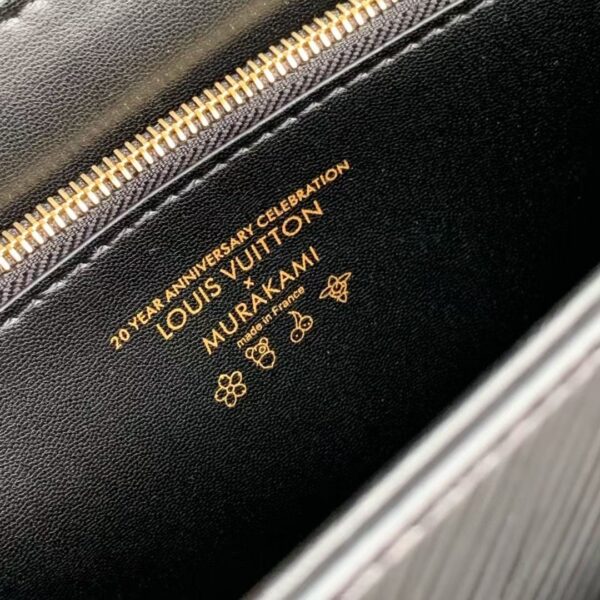 20 YEAR ANNIVERSARY CELEBRATION
LOUIS VUITTON
×
MURAKAMI
made in France